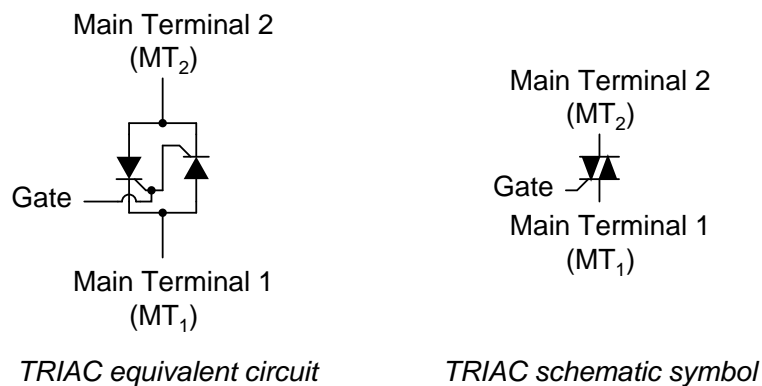 Main Terminal 2
(MT2)
Gate
Main Terminal 1
(MT1)
TRIAC equivalent circuit
Main Terminal 2
(MT2)
Gate
Main Terminal 1
(MT1)
TRIAC schematic symbol